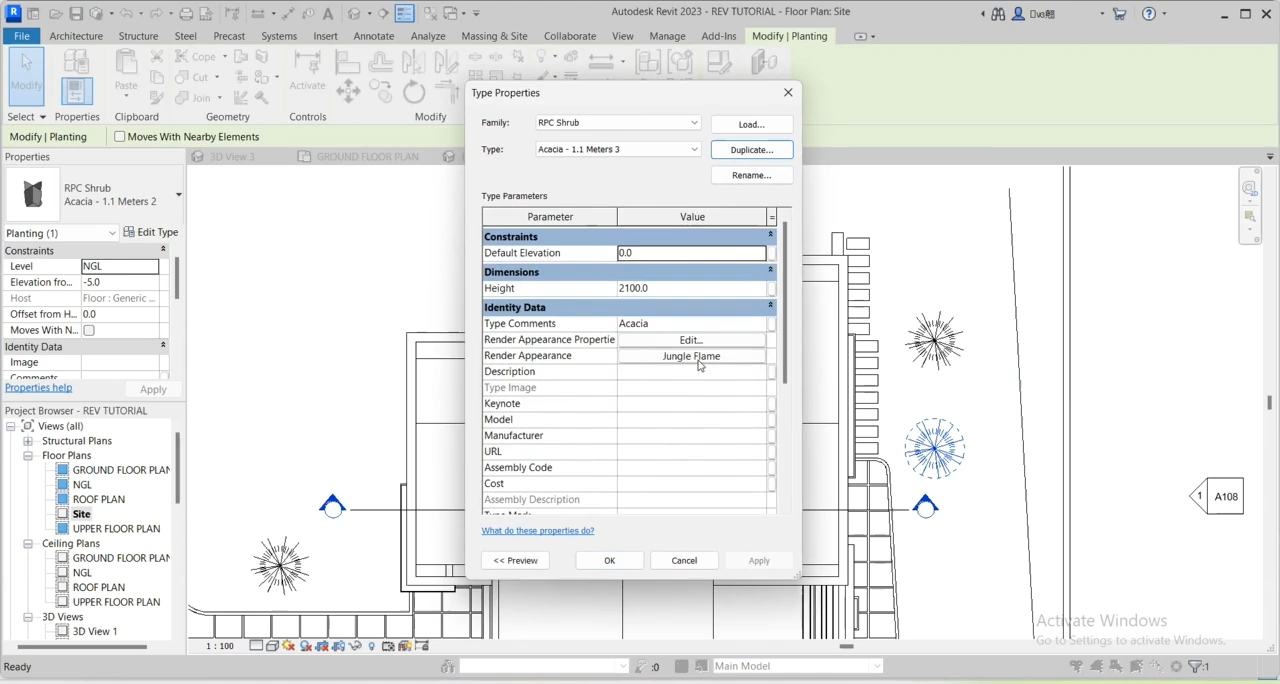 Autodesk Revit 2023 - REV TUTORIAL - Floor Plan: Site
File Architecture Structure Steel Precast Systems Insert Annotate Analyze Massing & Site Collaborate View Manage Add-Ins Modify | Planting
Modify
Paste
Cope
Cut
Join
Activate
Select Properties Clipboard Geometry Controls Modify
Modify | Planting Moves With Nearby Elements
Properties
3D View 3 GROUND FLOOR PLAN
RPC Shrub
Acacia - 1.1 Meters 2
Planting (1) Edit Type
Constraints
Level NGL
Elevation fro... -5.0
Host Floor : Generic ...
Offset from H... 0.0
Moves With N...
Identity Data
Image
Comments
Properties help Apply
Project Browser - REV TUTORIAL
Views (all)
Structural Plans
Floor Plans
GROUND FLOOR PLAN
NGL
ROOF PLAN
Site
UPPER FLOOR PLAN
Ceiling Plans
GROUND FLOOR PLAN
NGL
ROOF PLAN
UPPER FLOOR PLAN
3D Views
3D View 1
Type Properties
Family: RPC Shrub Load...
Type: Acacia - 1.1 Meters 3 Duplicate...
Rename...
Type Parameters
Parameter Value =
Constraints
Default Elevation 0.0
Dimensions
Height 2100.0
Identity Data
Type Comments Acacia
Render Appearance Propertie Edit...
Render Appearance Jungle Flame
Description
Type Image
Keynote
Model
Manufacturer
URL
Assembly Code
Cost
Assembly Description
Type Mark
What do these properties do?
<< Preview OK Cancel Apply
1 A108
Activate Windows
Go to Settings to activate Windows.
1 : 100
Ready :0 Main Model :1